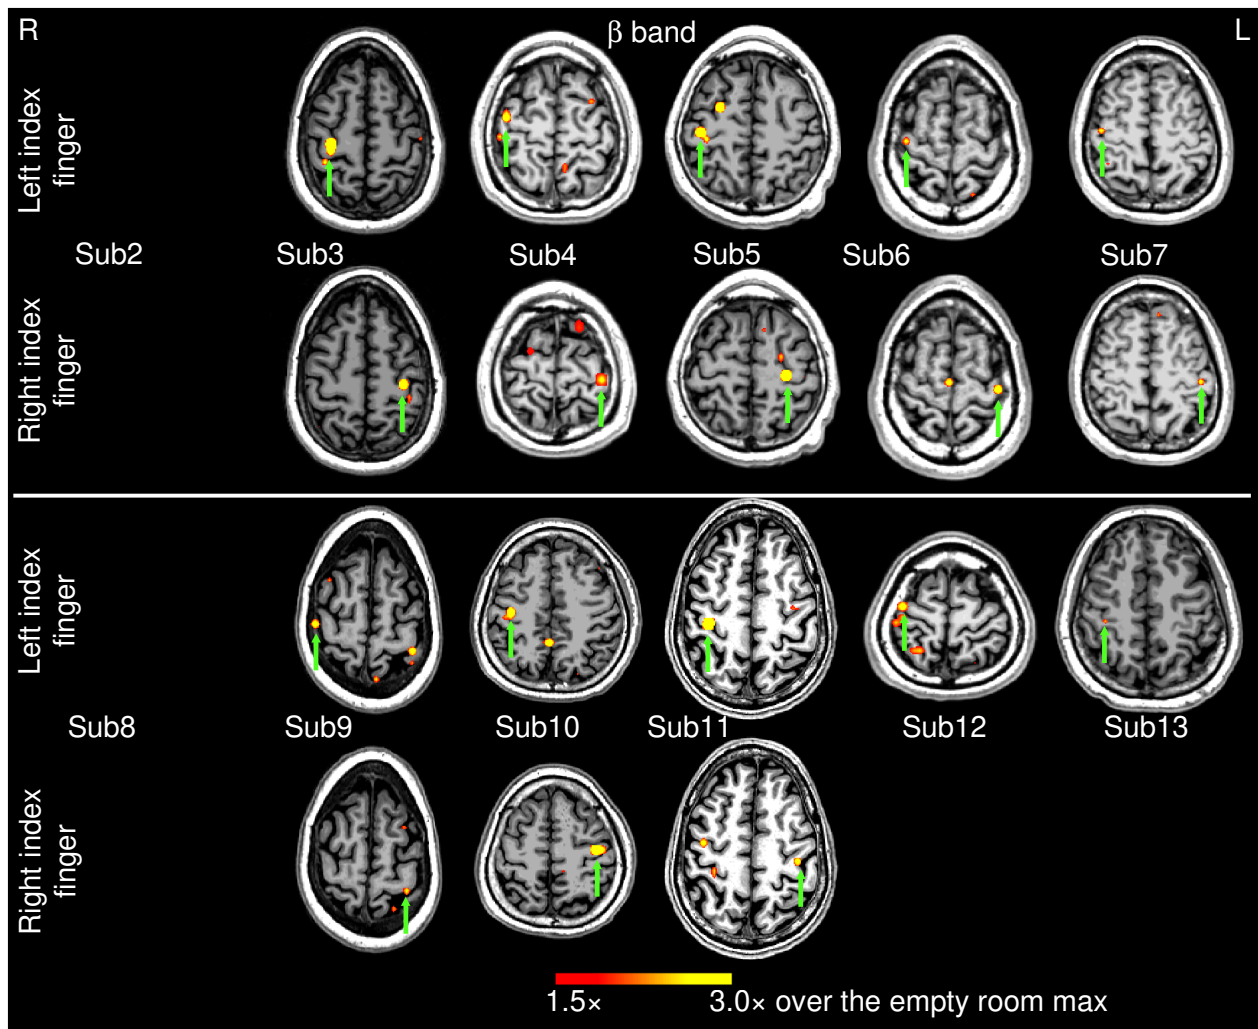 R
β band
L
Left index
finger
Sub2
Sub3
Sub4
Sub5
Sub6
Sub7
Right index
finger
Left index
finger
Sub8
Sub9
Sub10
Sub11
Sub12
Sub13
Right index
finger
1.5×
3.0× over the empty room max